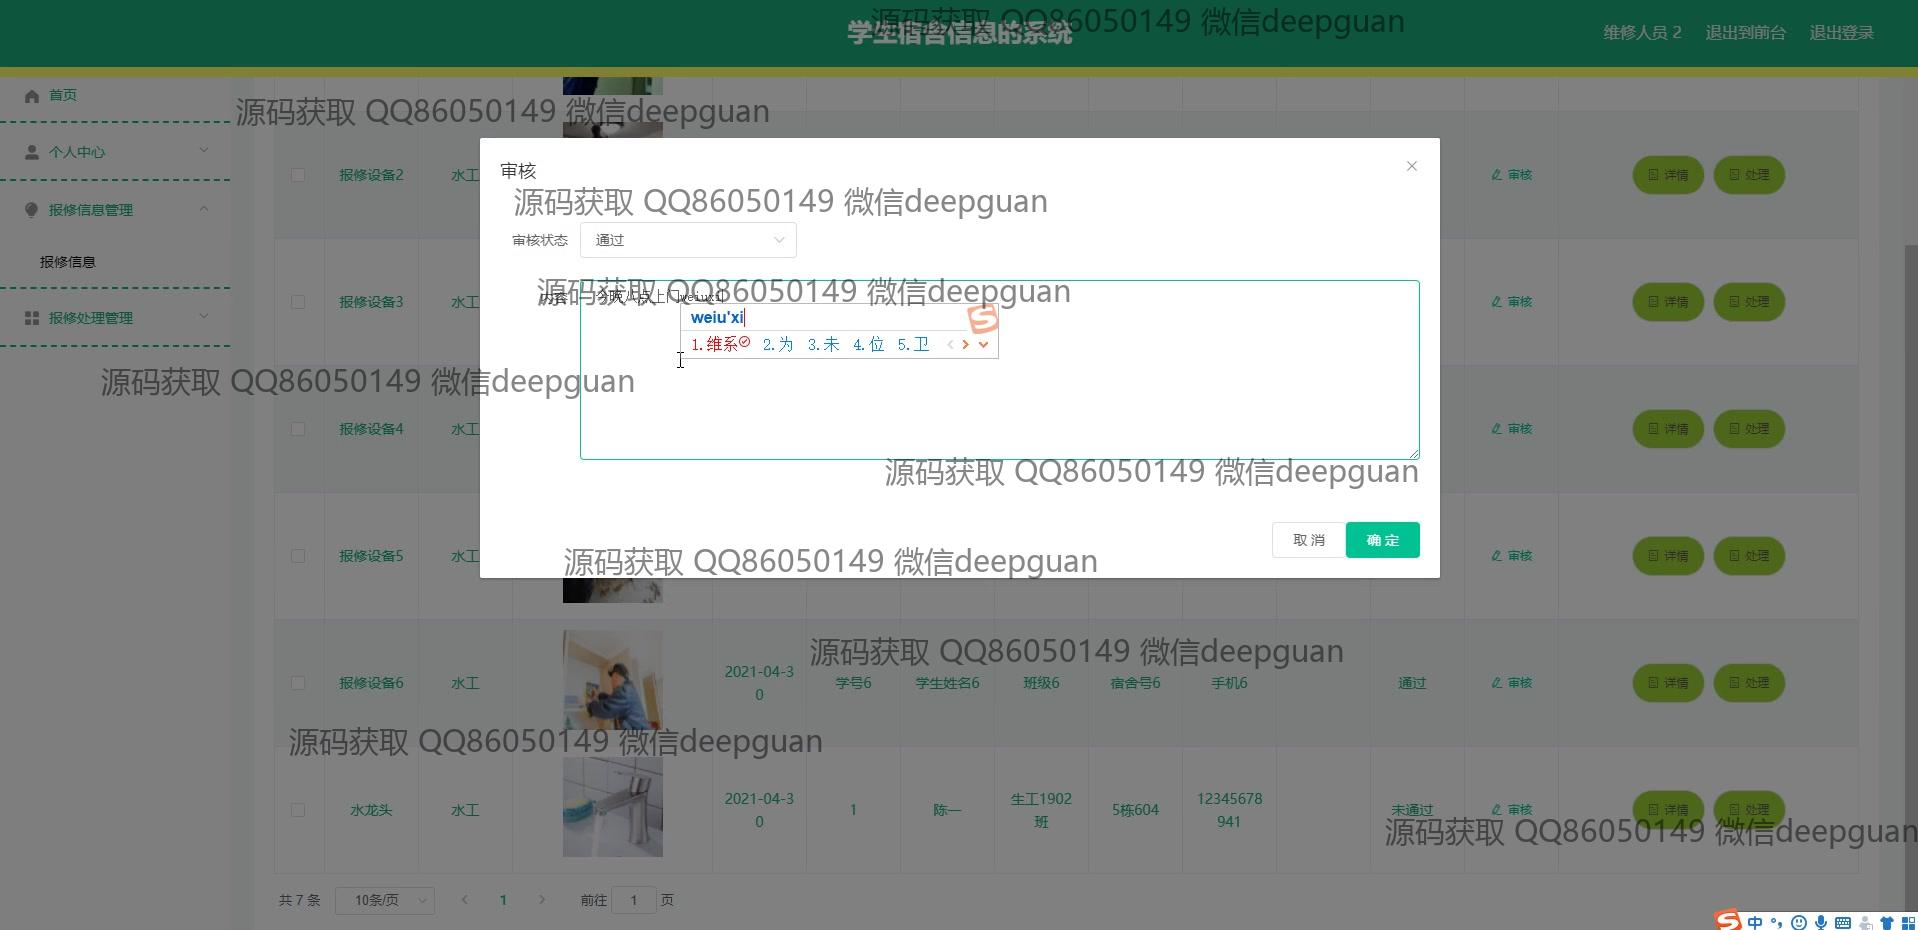 学生宿舍信息的系统
源码获取 QQ86050149 微信deepguan
维修人员 2 退出到前台 退出登录
首页
源码获取 QQ86050149 微信deepguan
个人中心
报修信息管理
报修信息
报修处理管理
审核
源码获取 QQ86050149 微信deepguan
审核状态 通过
源码获取 QQ86050149 微信deepguan
内容 今晚八点上门weiuxi
weiu'xi
1.维系 2.为 3.未 4.位 5.卫
源码获取 QQ86050149 微信deepguan
源码获取 QQ86050149 微信deepguan
取消 确定
源码获取 QQ86050149 微信deepguan
报修设备2 水工 审核 详情 处理
报修设备3 水工 审核 详情 处理
报修设备4 水工 审核 详情 处理
报修设备5 水工 审核 详情 处理
源码获取 QQ86050149 微信deepguan
报修设备6 水工 2021-04-30 学号6 学生姓名6 班级6 宿舍号6 手机6 通过 审核 详情 处理
源码获取 QQ86050149 微信deepguan
水龙头 水工 2021-04-30 1 陈一 生工1902班 5栋604 12345678941 未通过 审核 详情 处理
源码获取 QQ86050149 微信deepguan
共 7 条 10条/页 1 前往 1 页
中